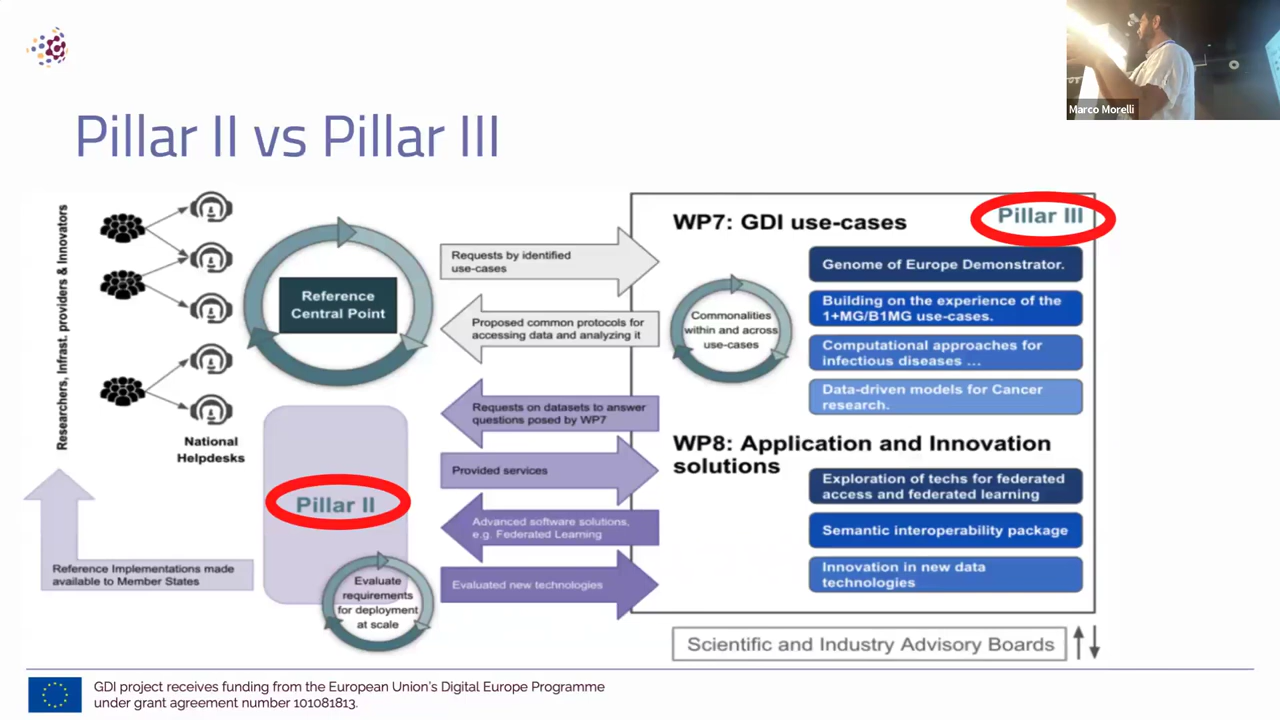 Marco Morelli
Pillar II vs Pillar III
Researchers, Infrast. providers & Innovators
National
Helpdesks
Reference
Central Point
Requests by identified
use-cases
Proposed common protocols for
accessing data and analyzing it
Requests on datasets to answer
questions posed by WP7
Provided services
Advanced software solutions,
e.g. Federated Learning
Evaluated new technologies
Pillar II
Evaluate
requirements
for deployment
at scale
Reference Implementations made
available to Member States
Pillar III
WP7: GDI use-cases
Commonalities
within and across
use-cases
Genome of Europe Demonstrator.
Building on the experience of the
1+MG/B1MG use-cases.
Computational approaches for
infectious diseases ...
Data-driven models for Cancer
research.
WP8: Application and Innovation
solutions
Exploration of techs for federated
access and federated learning
Semantic interoperability package
Innovation in new data
technologies
Scientific and Industry Advisory Boards
GDI project receives funding from the European Union's Digital Europe Programme
under grant agreement number 101081813.